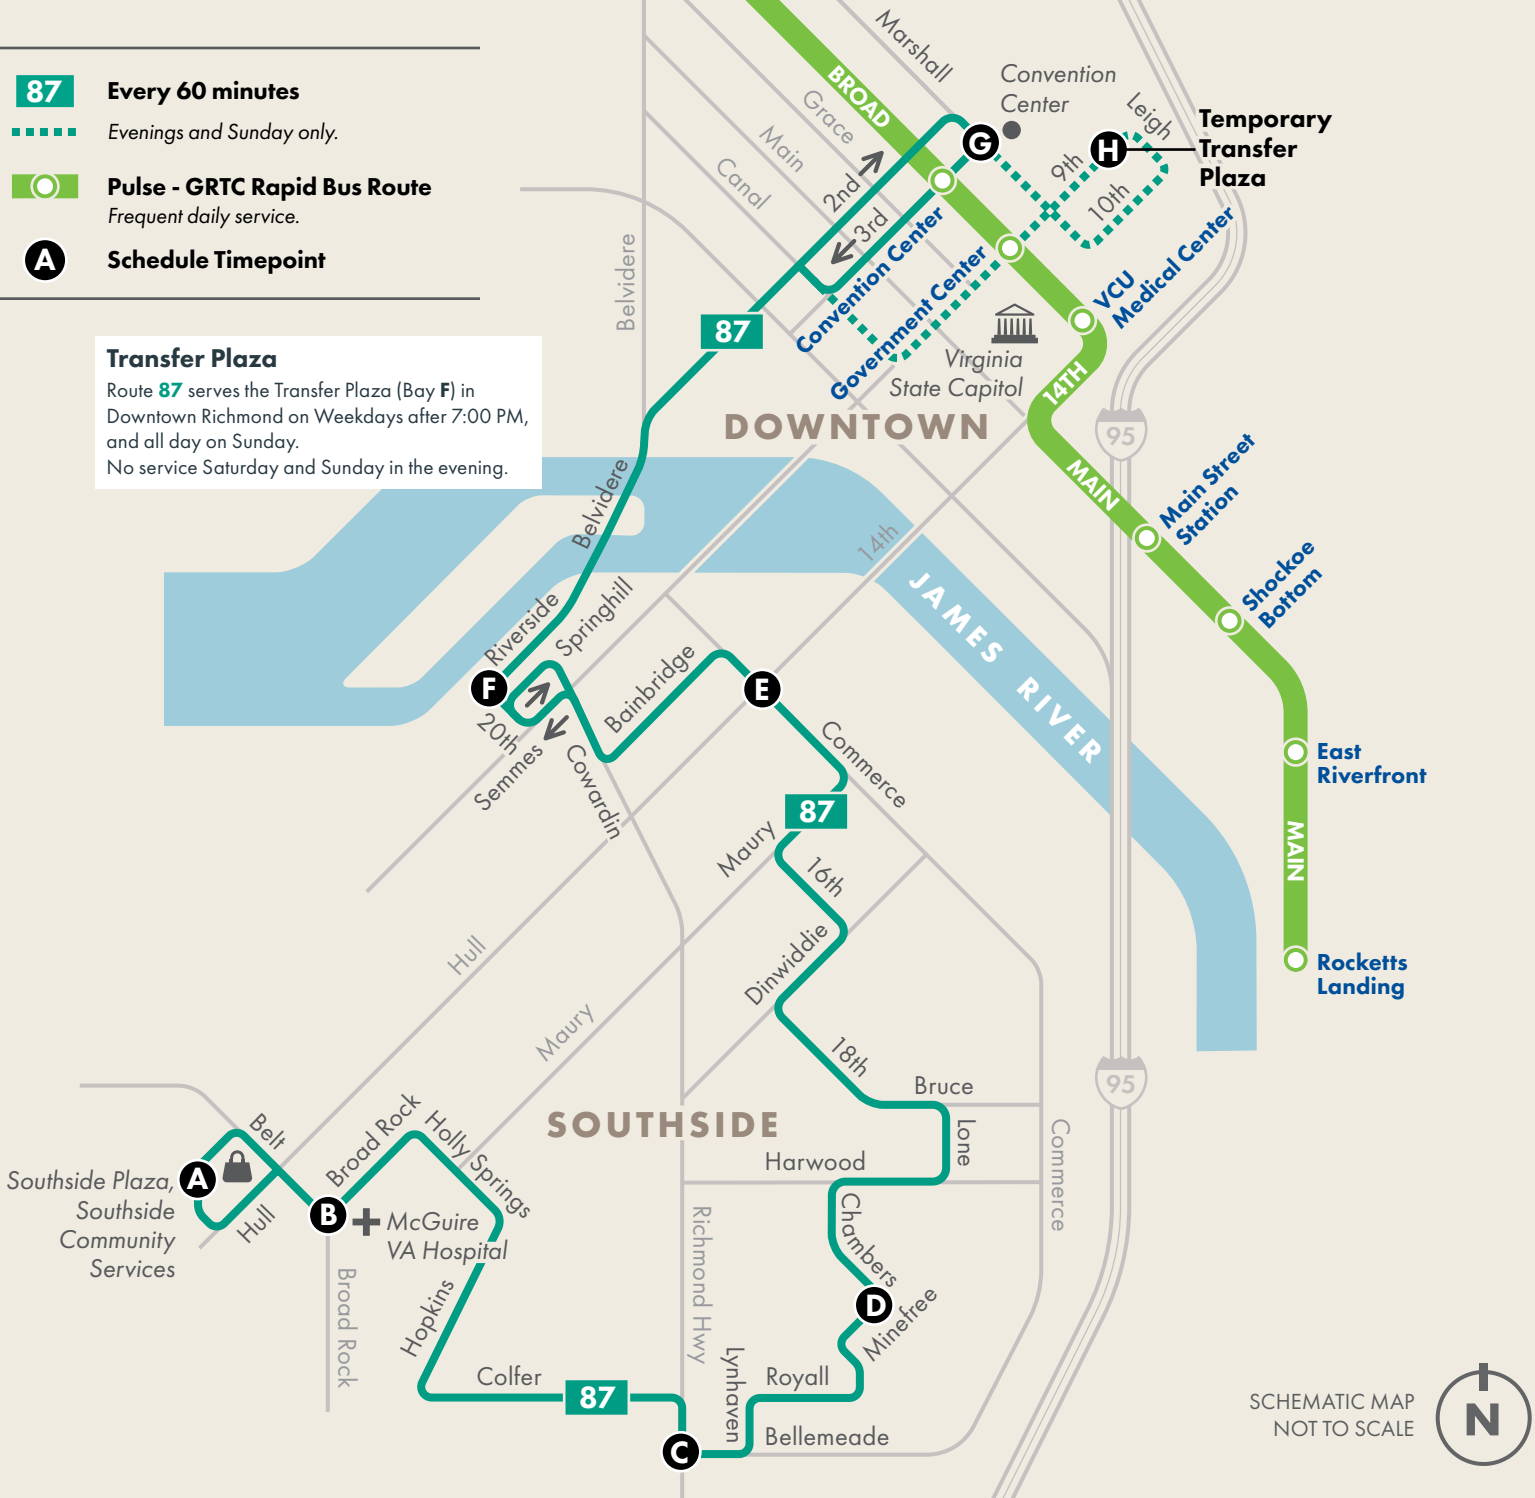 87
Every 60 minutes
Evenings and Sunday only.
Pulse - GRTC Rapid Bus Route
Frequent daily service.
A
Schedule Timepoint
Transfer Plaza
Route 87 serves the Transfer Plaza (Bay F) in
Downtown Richmond on Weekdays after 7:00 PM,
and all day on Sunday.
No service Saturday and Sunday in the evening.
Marshall
BROAD
Grace
Main
Canal
2nd
3rd
Convention
Center
G
Leigh
9th
H
10th
Temporary
Transfer
Plaza
Belvidere
87
Convention Center
Government Center
VCU
Medical Center
Virginia
State Capitol
14TH
DOWNTOWN
95
MAIN
Main Street
Station
Shockoe
Bottom
Belvidere
14th
JAMES RIVER
Riverside
Springhill
F
20th
Semmes
Cowardin
Bainbridge
E
Commerce
East
Riverfront
87
MAIN
Maury
16th
Hull
Dinwiddie
Rocketts
Landing
Maury
18th
Bruce
95
SOUTHSIDE
Lone
Commerce
Belt
Broad Rock
Holly Springs
Harwood
A
Southside Plaza,
Southside
Community
Services
Hull
B
McGuire
VA Hospital
Richmond Hwy
Chambers
Broad Rock
Hopkins
D
Minefree
Colfer
87
Lynhaven
Royall
C
Bellemeade
SCHEMATIC MAP
NOT TO SCALE
N